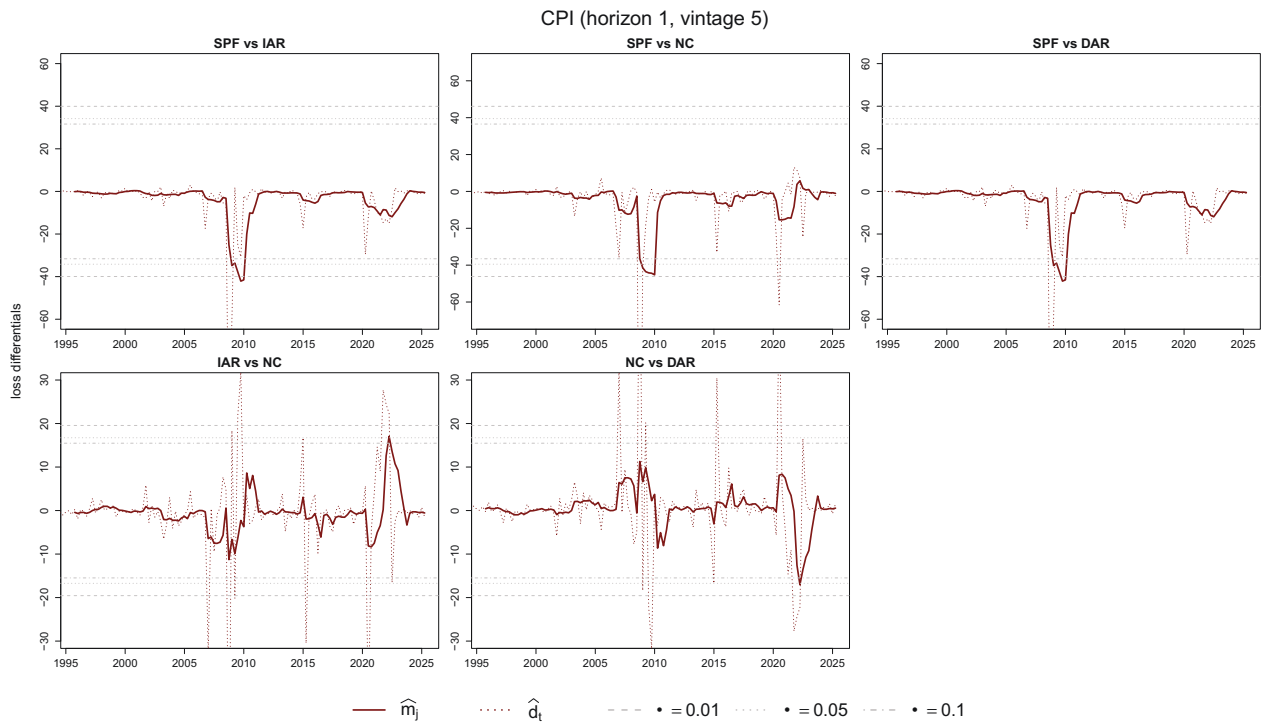 CPI (horizon 1, vintage 5)
SPF vs IAR
SPF vs NC
SPF vs DAR
60
40
20
0
−20
−40
−60
1995 2000 2005 2010 2015 2020 2025
60
40
20
0
−20
−40
−60
1995 2000 2005 2010 2015 2020 2025
60
40
20
0
−20
−40
−60
1995 2000 2005 2010 2015 2020 2025
loss differentials
IAR vs NC
NC vs DAR
30
20
10
0
−10
−20
−30
1995 2000 2005 2010 2015 2020 2025
30
20
10
0
−10
−20
−30
1995 2000 2005 2010 2015 2020 2025
m̂j d̂t • = 0.01 • = 0.05 • = 0.1